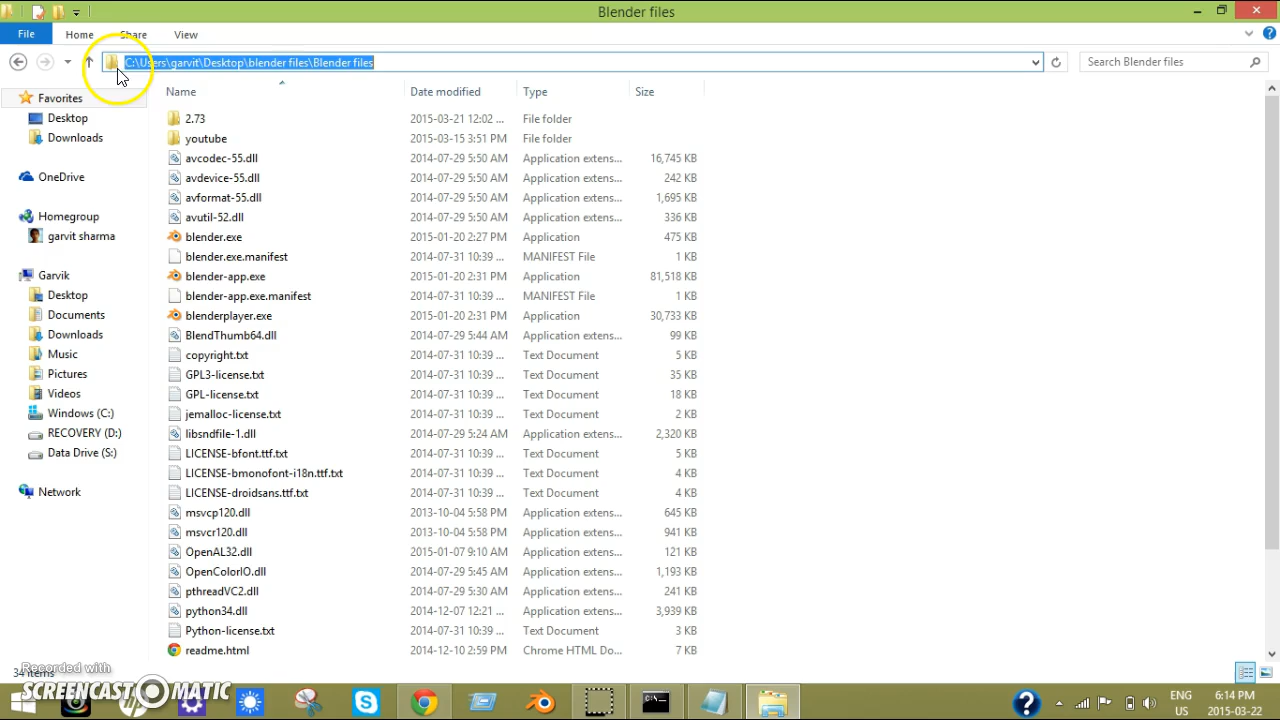 Blender files
File Home Share View
C:\Users\garvit\Desktop\blender files\Blender files Search Blender files
Name Date modified Type Size
Favorites
Desktop
Downloads
OneDrive
Homegroup
garvit sharma
Garvik
Desktop
Documents
Downloads
Music
Pictures
Videos
Windows (C:)
RECOVERY (D:)
Data Drive (S:)
Network
2.73 2015-03-21 12:02 ... File folder
youtube 2015-03-15 3:51 PM File folder
avcodec-55.dll 2014-07-29 5:50 AM Application extens... 16,745 KB
avdevice-55.dll 2014-07-29 5:50 AM Application extens... 242 KB
avformat-55.dll 2014-07-29 5:50 AM Application extens... 1,695 KB
avutil-52.dll 2014-07-29 5:50 AM Application extens... 336 KB
blender.exe 2015-01-20 2:27 PM Application 475 KB
blender.exe.manifest 2014-07-31 10:39 ... MANIFEST File 1 KB
blender-app.exe 2015-01-20 2:31 PM Application 81,518 KB
blender-app.exe.manifest 2014-07-31 10:39 ... MANIFEST File 1 KB
blenderplayer.exe 2015-01-20 2:31 PM Application 30,733 KB
BlendThumb64.dll 2014-07-29 5:44 AM Application extens... 99 KB
copyright.txt 2014-07-31 10:39 ... Text Document 5 KB
GPL3-license.txt 2014-07-31 10:39 ... Text Document 35 KB
GPL-license.txt 2014-07-31 10:39 ... Text Document 18 KB
jemalloc-license.txt 2014-07-31 10:39 ... Text Document 2 KB
libsndfile-1.dll 2014-07-29 5:24 AM Application extens... 2,320 KB
LICENSE-bfont.ttf.txt 2014-07-31 10:39 ... Text Document 5 KB
LICENSE-bmonofont-i18n.ttf.txt 2014-07-31 10:39 ... Text Document 4 KB
LICENSE-droidsans.ttf.txt 2014-07-31 10:39 ... Text Document 4 KB
msvcp120.dll 2013-10-04 5:58 PM Application extens... 645 KB
msvcr120.dll 2013-10-04 5:58 PM Application extens... 941 KB
OpenAL32.dll 2015-01-07 9:10 AM Application extens... 121 KB
OpenColorIO.dll 2014-07-29 5:45 AM Application extens... 1,193 KB
pthreadVC2.dll 2014-07-29 5:30 AM Application extens... 241 KB
python34.dll 2014-12-07 12:21 ... Application extens... 3,939 KB
Python-license.txt 2014-07-31 10:39 ... Text Document 3 KB
readme.html 2014-12-10 2:59 PM Chrome HTML Do... 7 KB
34 items
Recorded with
SCREENCAST MATIC
ENG 6:14 PM
US 2015-03-22